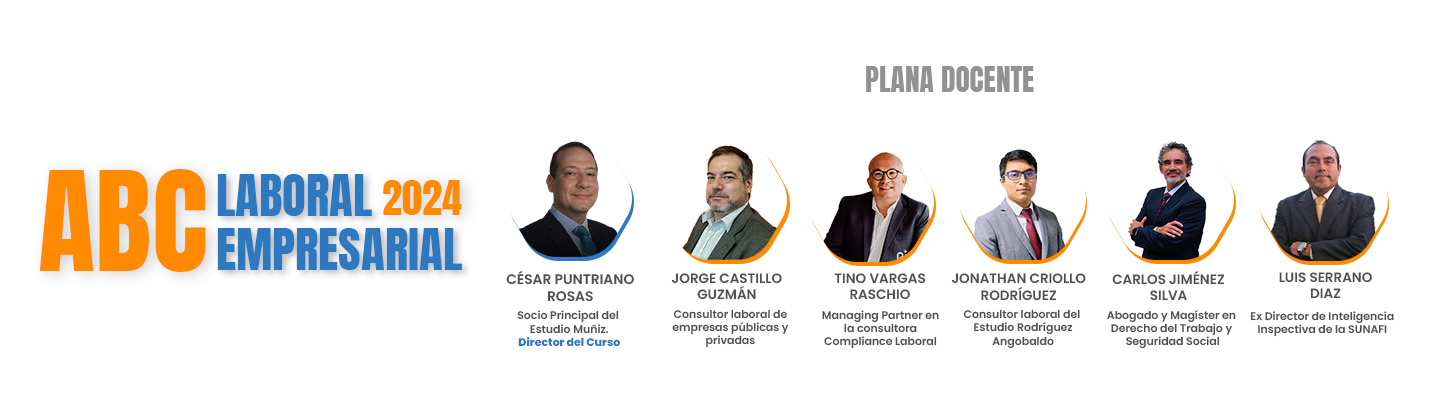 PLANA DOCENTE
ABC
LABORAL 2024
EMPRESARIAL
CÉSAR PUNTRIANO
ROSAS
Socio Principal del
Estudio Muñiz.
Director del Curso
JORGE CASTILLO
GUZMÁN
Consultor laboral de
empresas públicas y
privadas
TINO VARGAS
RASCHIO
Managing Partner en
la consultora
Compliance Laboral
JONATHAN CRIOLLO
RODRÍGUEZ
Consultor laboral del
Estudio Rodríguez
Angobaldo
CARLOS JIMÉNEZ
SILVA
Abogado y Magíster en
Derecho del Trabajo y
Seguridad Social
LUIS SERRANO
DIAZ
Ex Director de Inteligencia
Inspectiva de la SUNAFI